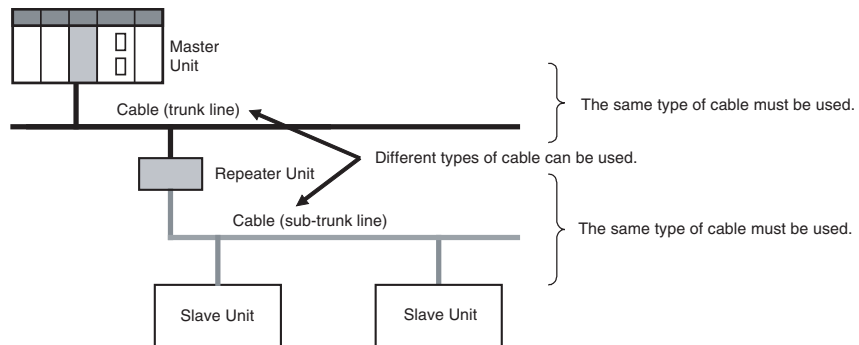 Master
Unit
Cable (trunk line)
The same type of cable must be used.
Different types of cable can be used.
Repeater Unit
Cable (sub-trunk line)
The same type of cable must be used.
Slave Unit
Slave Unit